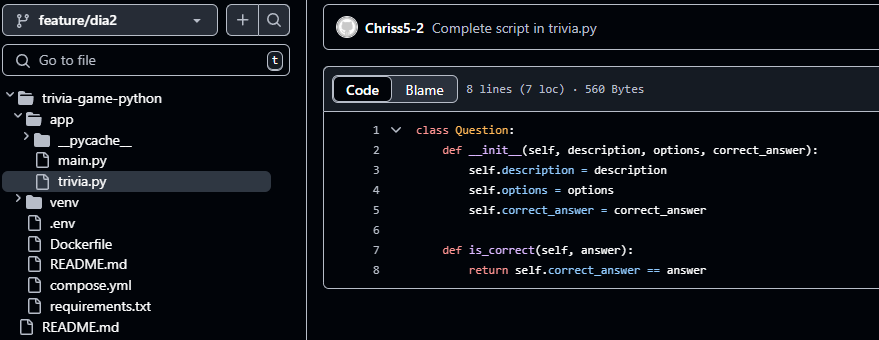 feature/dia2
Go to file
t
trivia-game-python
app
__pycache__
main.py
trivia.py
venv
.env
Dockerfile
README.md
compose.yml
requirements.txt
README.md
Chriss5-2 Complete script in trivia.py
Code Blame 8 lines (7 loc) · 560 Bytes
1 class Question:
2     def __init__(self, description, options, correct_answer):
3         self.description = description
4         self.options = options
5         self.correct_answer = correct_answer
6
7     def is_correct(self, answer):
8         return self.correct_answer == answer